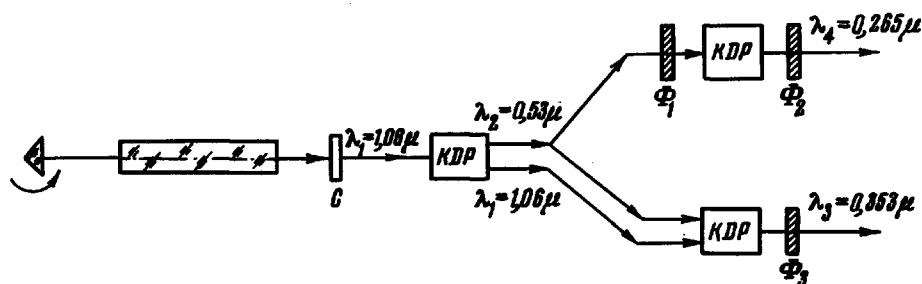 λ₄=0,265μ
KDP
Φ₁
Φ₂
λ₂=0,53μ
λ₁=1,08μ
KDP
C
λ₁=1,06μ
λ₃=0,353μ
KDP
Φ₃